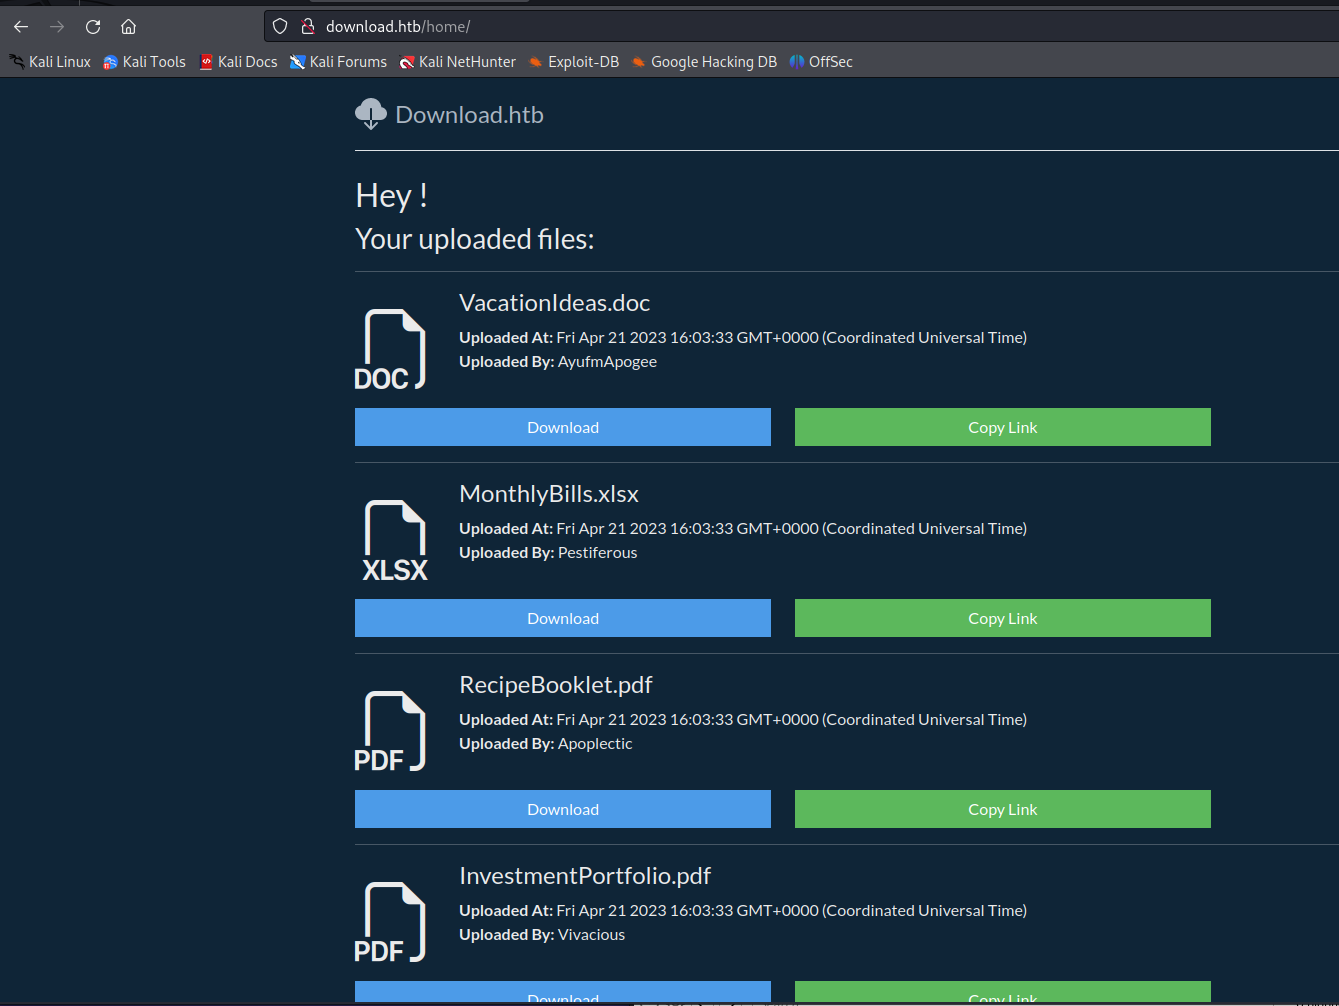 download.htb/home/
Kali Linux Kali Tools Kali Docs Kali Forums Kali NetHunter Exploit-DB Google Hacking DB OffSec
Download.htb
Hey !
Your uploaded files:
VacationIdeas.doc
Uploaded At: Fri Apr 21 2023 16:03:33 GMT+0000 (Coordinated Universal Time)
Uploaded By: AyufmApogee
DOC
Download Copy Link
MonthlyBills.xlsx
Uploaded At: Fri Apr 21 2023 16:03:33 GMT+0000 (Coordinated Universal Time)
Uploaded By: Pestiferous
XLSX
Download Copy Link
RecipeBooklet.pdf
Uploaded At: Fri Apr 21 2023 16:03:33 GMT+0000 (Coordinated Universal Time)
Uploaded By: Apoplectic
PDF
Download Copy Link
InvestmentPortfolio.pdf
Uploaded At: Fri Apr 21 2023 16:03:33 GMT+0000 (Coordinated Universal Time)
Uploaded By: Vivacious
PDF
Download Copy Link